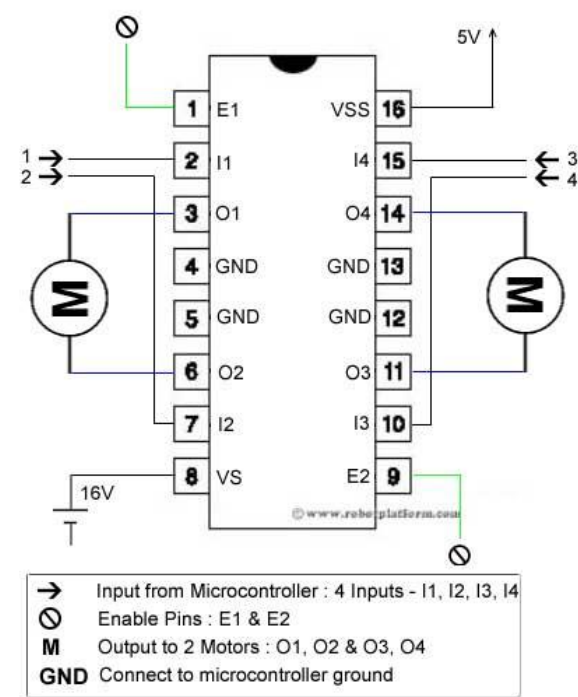 5V
1 E1
VSS 16
1
2 I1
I4 15
3
2
4
3 O1
O4 14
4 GND
GND 13
M
M
5 GND
GND 12
6 O2
O3 11
7 I2
I3 10
16V
8 VS
E2 9
© www.robotplatform.com
Input from Microcontroller : 4 Inputs - I1, I2, I3, I4
Enable Pins : E1 & E2
M Output to 2 Motors : O1, O2 & O3, O4
GND Connect to microcontroller ground